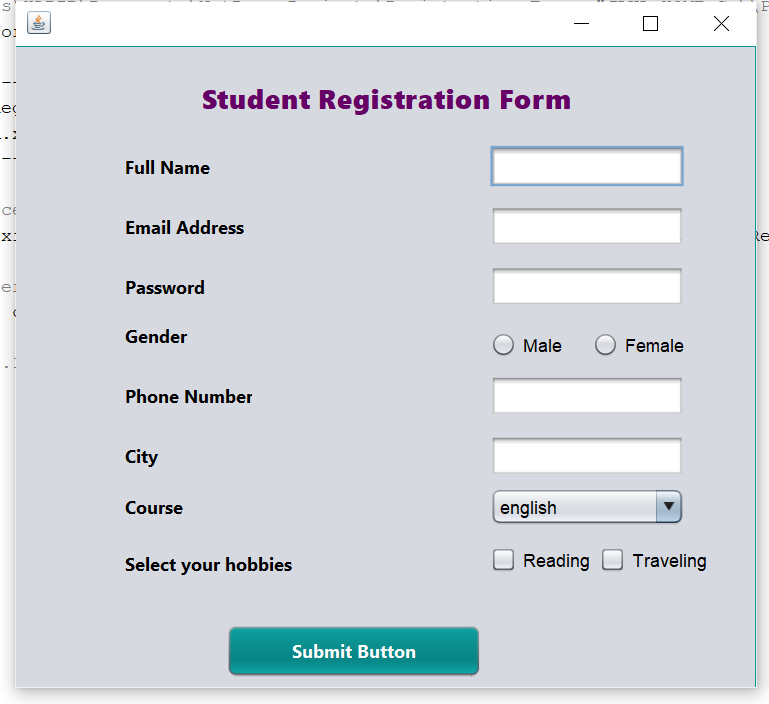 Student Registration Form
Full Name
Email Address
Password
Gender Male Female
Phone Number
City
Course english
Select your hobbies Reading Traveling
Submit Button